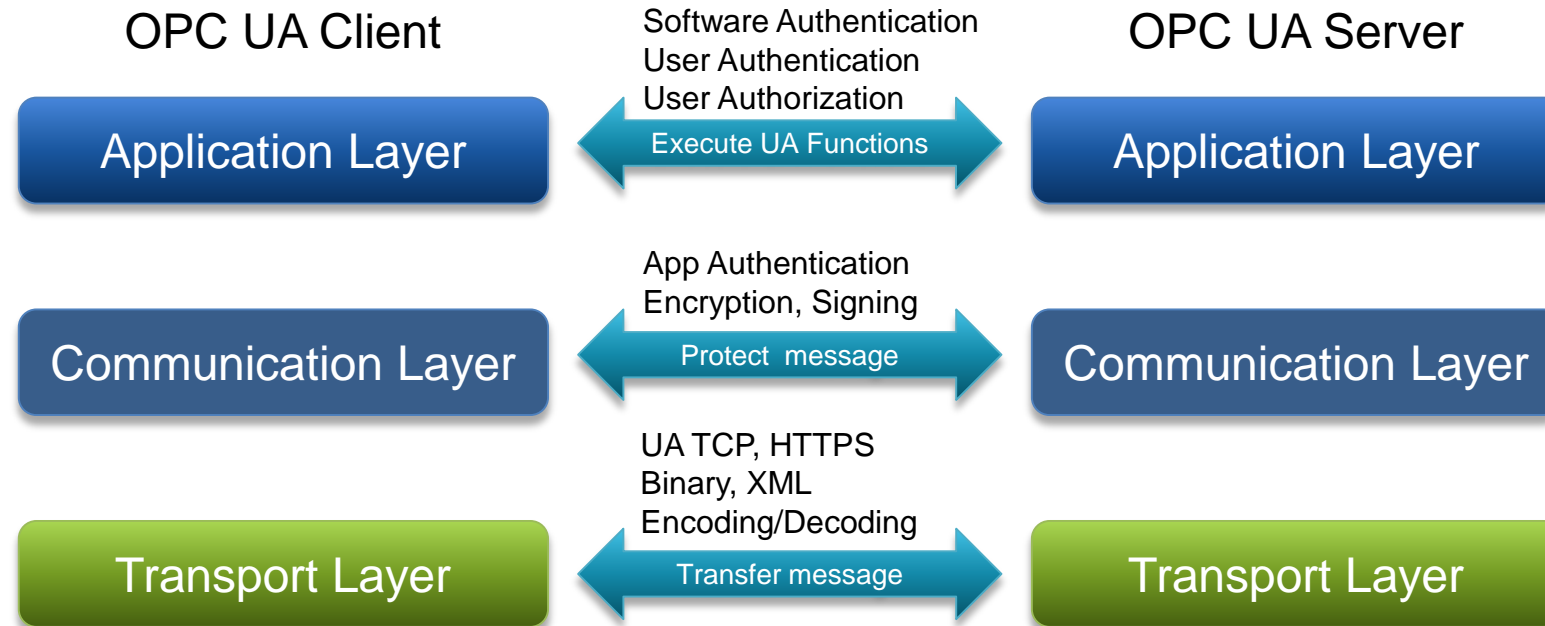 OPC UA Client
Software Authentication
User Authentication
User Authorization
OPC UA Server
Application Layer
Execute UA Functions
Application Layer
App Authentication
Encryption, Signing
Communication Layer
Protect message
Communication Layer
UA TCP, HTTPS
Binary, XML
Encoding/Decoding
Transport Layer
Transfer message
Transport Layer